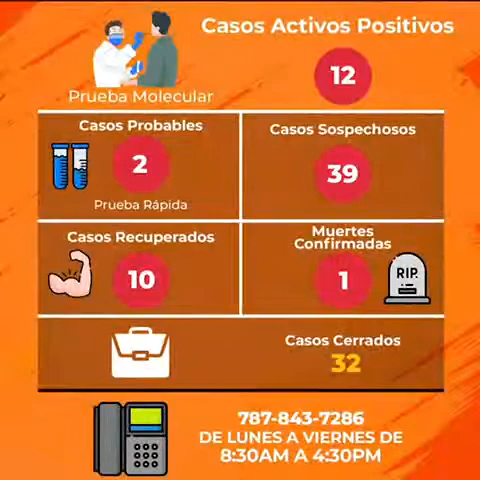 Casos Activos Positivos
12
Prueba Molecular
Casos Probables
2
Prueba Rápida
Casos Sospechosos
39
Casos Recuperados
10
Muertes
Confirmadas
1
RIP.
Casos Cerrados
32
787-843-7286
DE LUNES A VIERNES DE
8:30AM A 4:30PM